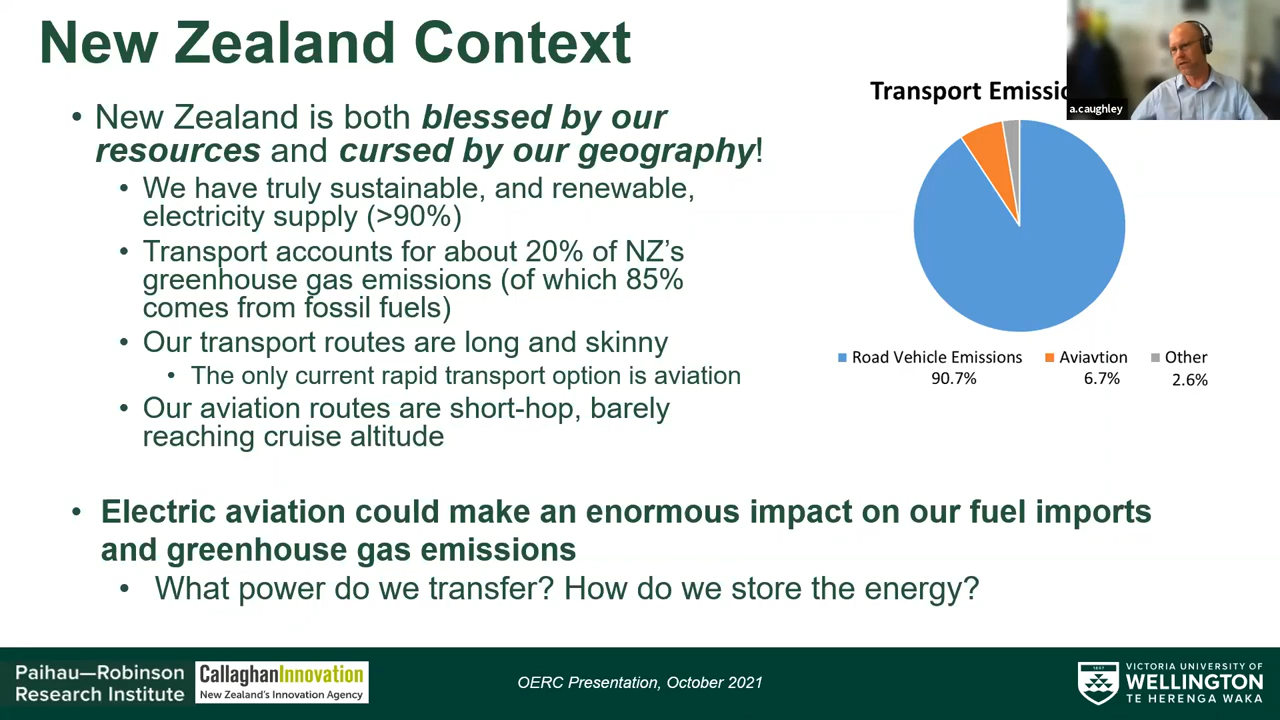 New Zealand Context
• New Zealand is both blessed by our
resources and cursed by our geography!
• We have truly sustainable, and renewable,
electricity supply (>90%)
• Transport accounts for about 20% of NZ's
greenhouse gas emissions (of which 85%
comes from fossil fuels)
• Our transport routes are long and skinny
• The only current rapid transport option is aviation
• Our aviation routes are short-hop, barely
reaching cruise altitude
• Electric aviation could make an enormous impact on our fuel imports
and greenhouse gas emissions
• What power do we transfer? How do we store the energy?
Transport
a.caughley
Road Vehicle Emissions Aviavtion Other
90.7% 6.7% 2.6%
Paihau—Robinson
Research Institute
CallaghanInnovation
New Zealand's Innovation Agency
OERC Presentation, October 2021
1897
VICTORIA UNIVERSITY OF
WELLINGTON
TE HERENGA WAKA